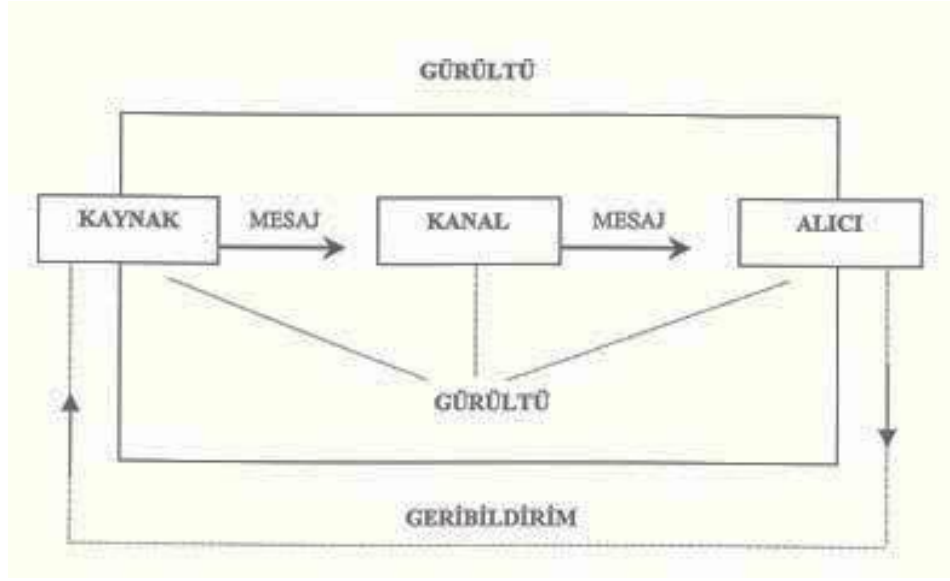 GÜRÜLTÜ
KAYNAK
MESAJ
KANAL
MESAJ
ALICI
GÜRÜLTÜ
GERİBİLDİRİM